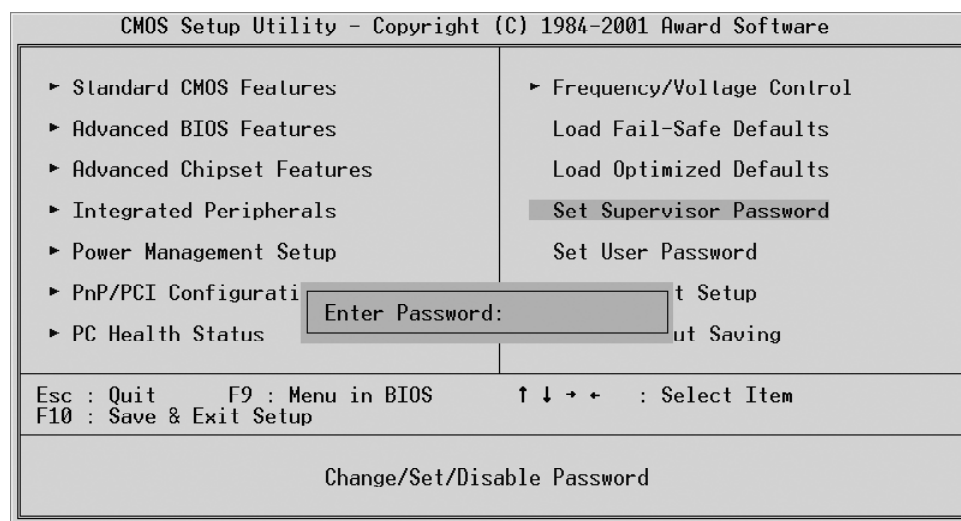 CMOS Setup Utility - Copyright (C) 1984-2001 Award Software
► Standard CMOS Features
► Advanced BIOS Features
► Advanced Chipset Features
► Integrated Peripherals
► Power Management Setup
► PnP/PCI Configurati
► PC Health Status
► Frequency/Voltage Control
Load Fail-Safe Defaults
Load Optimized Defaults
Set Supervisor Password
Set User Password
t Setup
ut Saving
Enter Password:
Esc : Quit F9 : Menu in BIOS ↑ ↓ → ← : Select Item
F10 : Save & Exit Setup
Change/Set/Disable Password